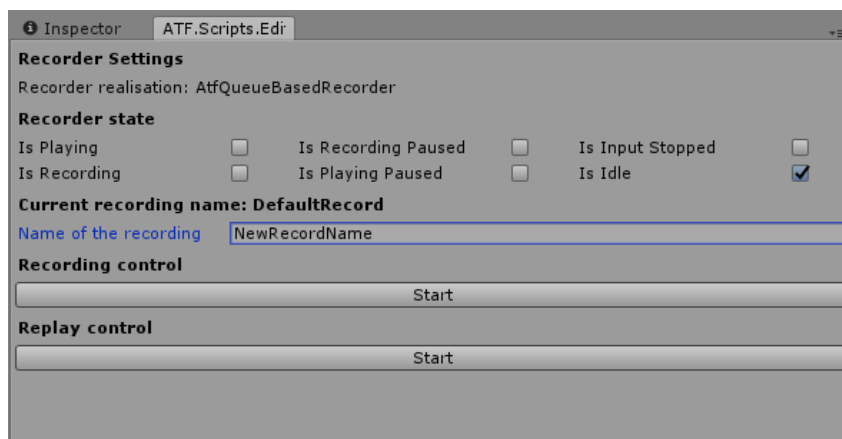 Inspector ATF.Scripts.Edi
Recorder Settings
Recorder realisation: AtfQueueBasedRecorder
Recorder state
Is Playing Is Recording Paused Is Input Stopped
Is Recording Is Playing Paused Is Idle
Current recording name: DefaultRecord
Name of the recording NewRecordName
Recording control
Start
Replay control
Start